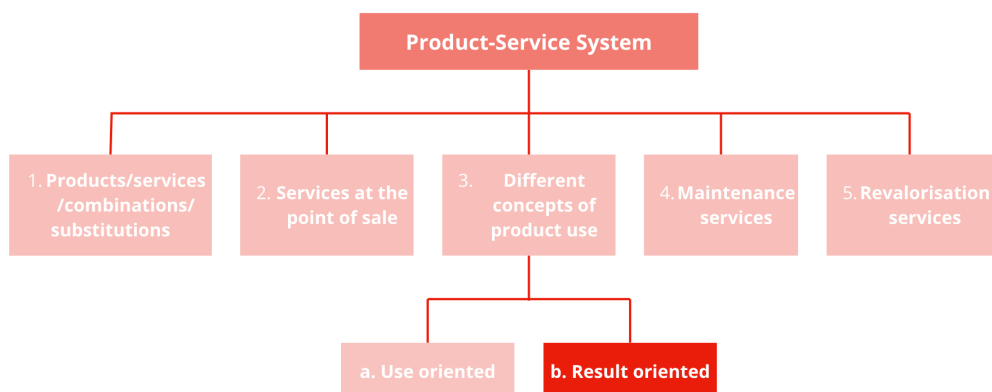 Product-Service System
1. Products/services
/combinations/
substitutions
2. Services at the
point of sale
3. Different
concepts of
product use
4. Maintenance
services
5. Revalorisation
services
a. Use oriented
b. Result oriented